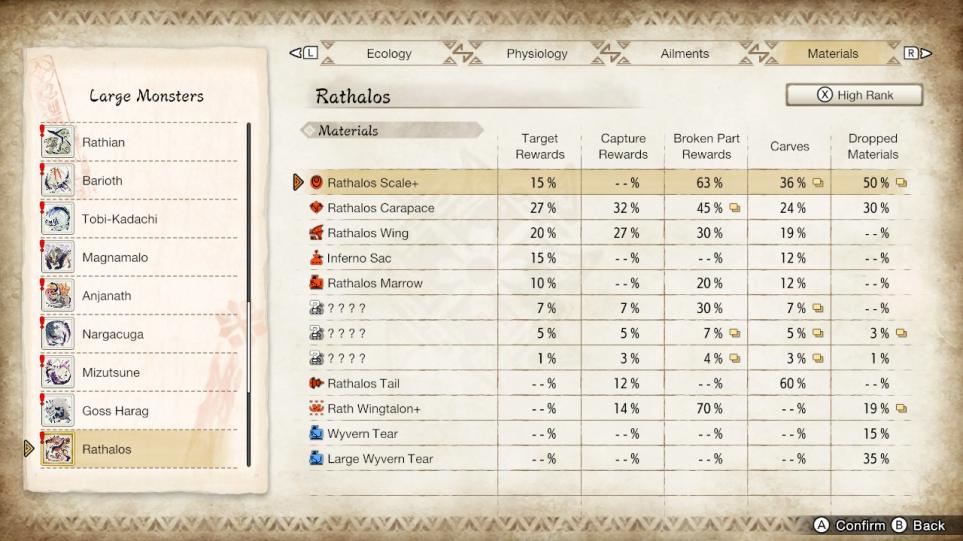 L Ecology Physiology Ailments Materials R
Large Monsters
Rathian
Barioth
Tobi-Kadachi
Magnamalo
Anjanath
Nargacuga
Mizutsune
Goss Harag
Rathalos
Rathalos
X High Rank
Materials
Target Rewards Capture Rewards Broken Part Rewards Carves Dropped Materials
Rathalos Scale+ 15 % - - % 63 % 36 % 50 %
Rathalos Carapace 27 % 32 % 45 % 24 % 30 %
Rathalos Wing 20 % 27 % 30 % 19 % - - %
Inferno Sac 15 % - - % - - % 12 % - - %
Rathalos Marrow 10 % - - % 20 % 12 % - - %
? ? ? ? 7 % 7 % 30 % 7 % - - %
? ? ? ? 5 % 5 % 7 % 5 % 3 %
? ? ? ? 1 % 3 % 4 % 3 % 1 %
Rathalos Tail - - % 12 % - - % 60 % - - %
Rath Wingtalon+ - - % 14 % 70 % - - % 19 %
Wyvern Tear - - % - - % - - % - - % 15 %
Large Wyvern Tear - - % - - % - - % - - % 35 %
A Confirm B Back